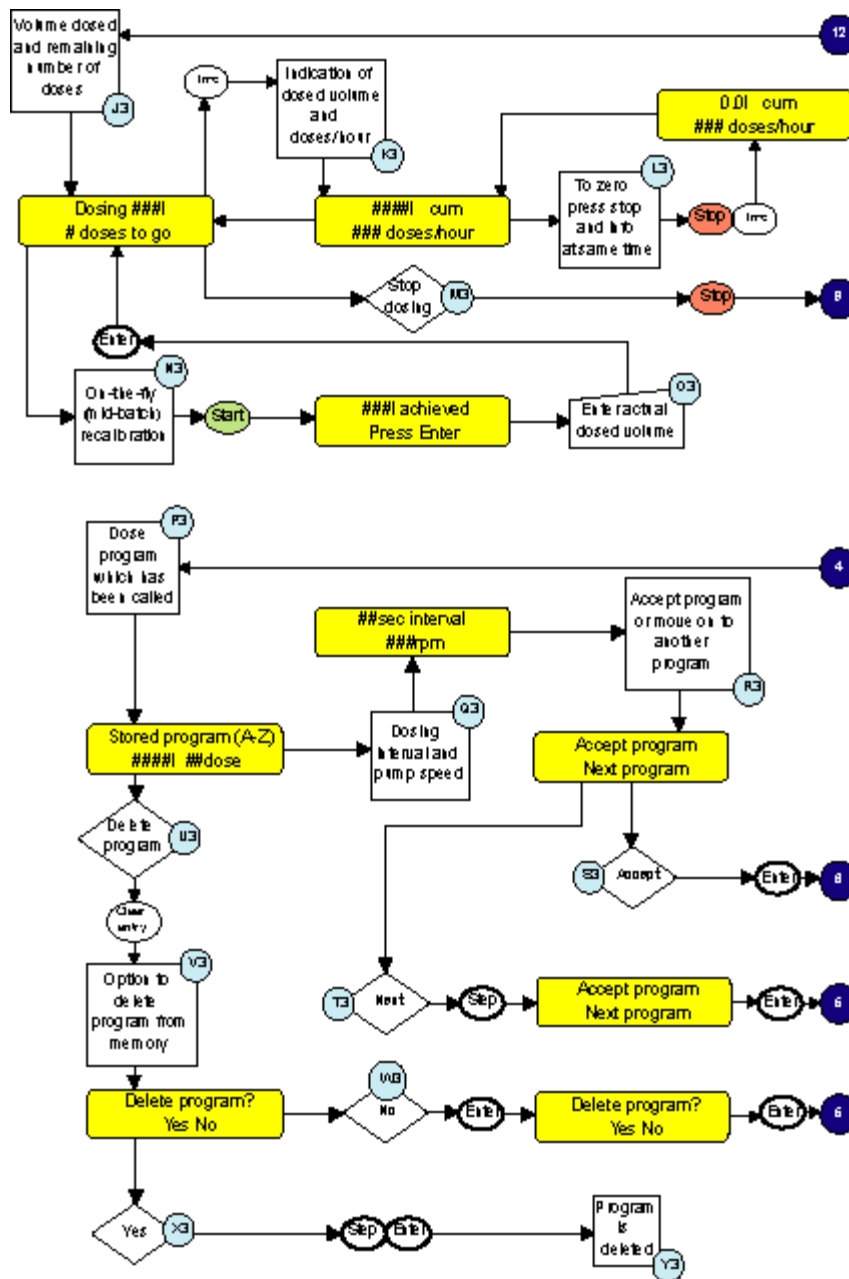 Volume dosed
and remaining
number of
doses
J3
12
Indication of
dosed volume
and
doses/hour
K3
0.0l cum
### doses/hour
L3
To zero
press stop
and info
at same time
Stop
Dosing ###l
# doses to go
####l cum
### doses/hour
Stop
dosing
M3
Stop
Enter
N3
On-the-fly
(mid-batch)
recalibration
Start
###l achieved
Press Enter
O3
Enter actual
dosed volume
P3
Dose
program
which has
been called
4
##sec interval
###rpm
Accept program
or move on to
another
program
R3
Q3
Dosing
interval and
pump speed
Stored program (A-Z)
####l ##dose
Accept program
Next program
Delete
program
U3
S3
Accept
Enter
Clear
entry
V3
Option to
delete
program from
memory
T3
Next
Step
Accept program
Next program
Enter
6
W3
No
Delete program?
Yes No
Enter
Delete program?
Yes No
Enter
6
Yes
X3
Step
Enter
Program
is
deleted
Y3